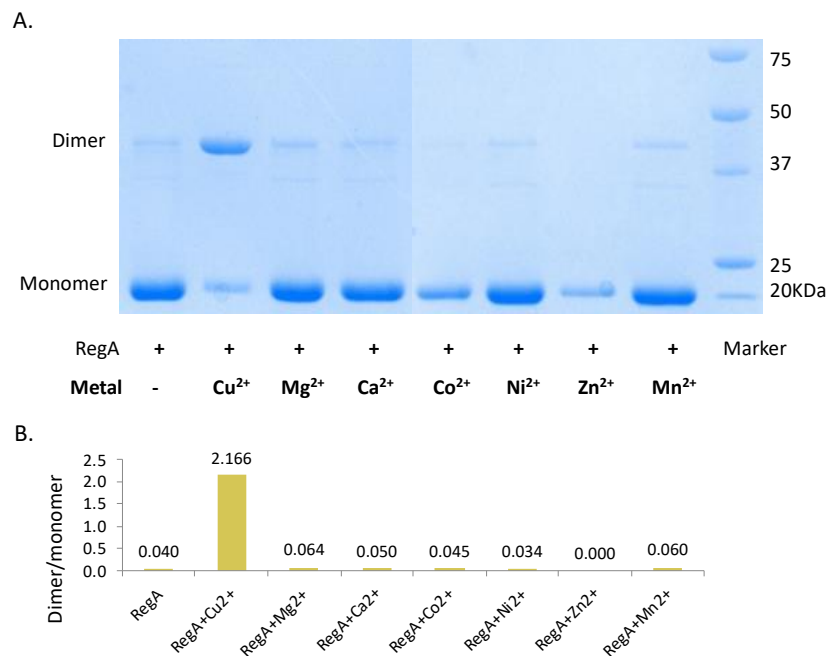 A.
75
50
Dimer
37
25
Monomer
20KDa
RegA + + + + + + + + Marker
Metal - Cu²⁺ Mg²⁺ Ca²⁺ Co²⁺ Ni²⁺ Zn²⁺ Mn²⁺
B.
Dimer/monomer
2.5
2.0
1.5
1.0
0.5
0.0
0.040 2.166 0.064 0.050 0.045 0.034 0.000 0.060
RegA
RegA+Cu2+
RegA+Mg2+
RegA+Ca2+
RegA+Co2+
RegA+Ni2+
RegA+Zn2+
RegA+Mn2+